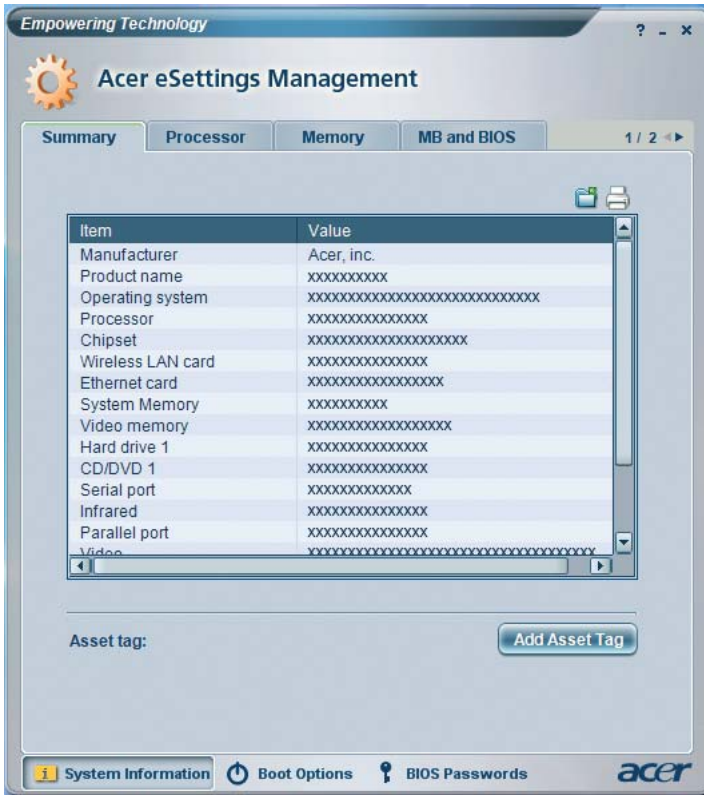 Empowering Technology
? - ×
Acer eSettings Management
Summary Processor Memory MB and BIOS 1 / 2
Item Value
Manufacturer Acer, inc.
Product name xxxxxxxxxx
Operating system xxxxxxxxxxxxxxxxxxxxxxxxxxxxx
Processor xxxxxxxxxxxxxxx
Chipset xxxxxxxxxxxxxxxxxxxx
Wireless LAN card xxxxxxxxxxxxxxx
Ethernet card xxxxxxxxxxxxxxxxx
System Memory xxxxxxxxxx
Video memory xxxxxxxxxxxxxxxxxx
Hard drive 1 xxxxxxxxxxxxxxx
CD/DVD 1 xxxxxxxxxxxxxxx
Serial port xxxxxxxxxxxxx
Infrared xxxxxxxxxxxxxxx
Parallel port xxxxxxxxxxxxxxx
Video xxxxxxxxxxxxxxxxxxxxxxxxxxxxxxxxxxxx
Asset tag: Add Asset Tag
System Information Boot Options BIOS Passwords acer